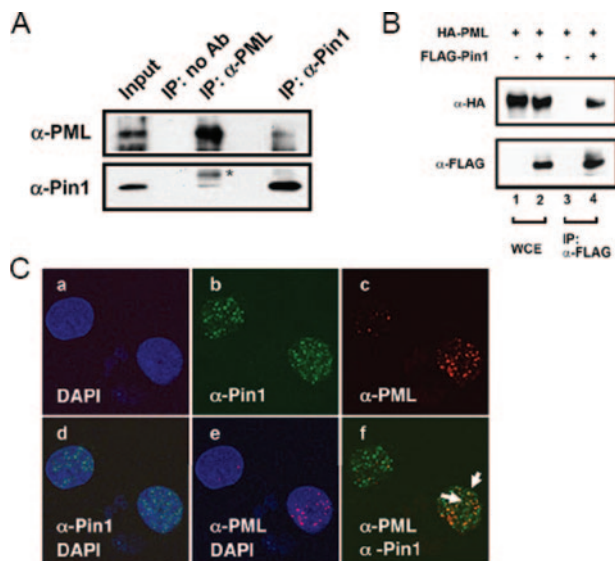 A
Input
IP: no Ab
IP: α-PML
IP: α-Pin1
α-PML
α-Pin1
*
B
HA-PML + + + +
FLAG-Pin1 - + - +
α-HA
α-FLAG
1 2 3 4
WCE IP:
α-FLAG
C
a
DAPI
b
α-Pin1
c
α-PML
d
α-Pin1
DAPI
e
α-PML
DAPI
f
α-PML
α-Pin1